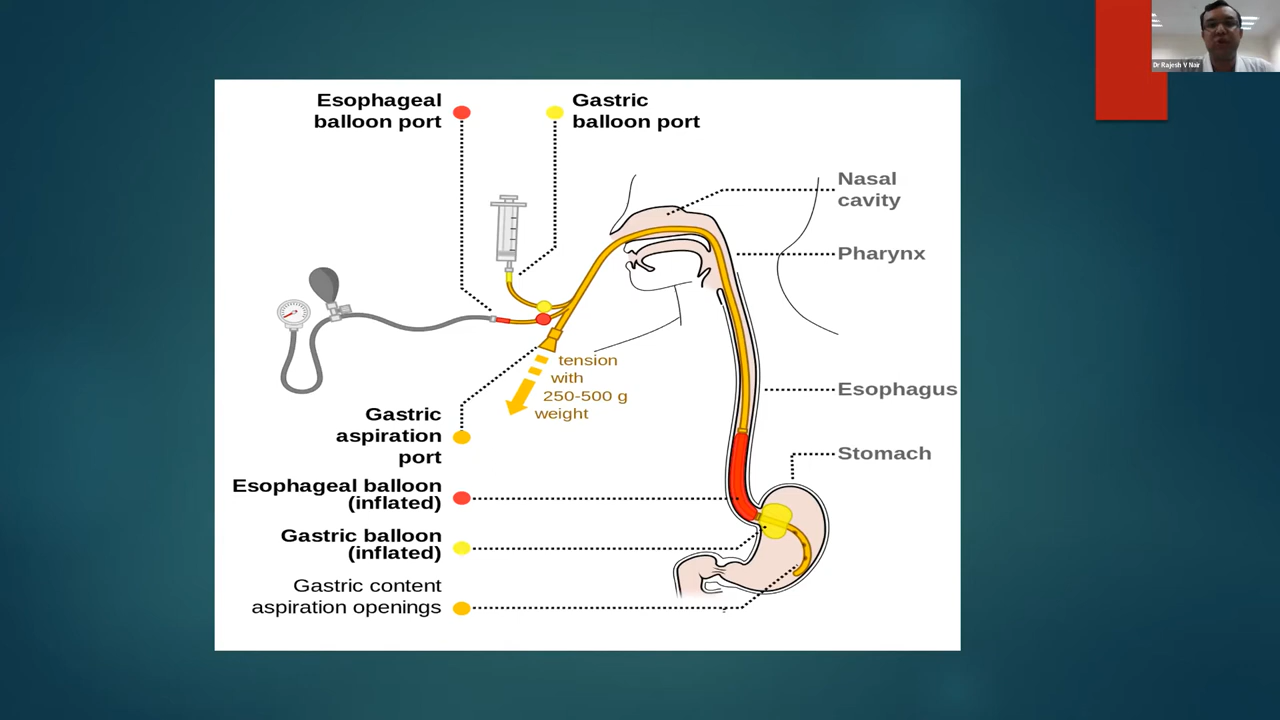 Dr Rajesh V Nair
Esophageal
balloon port
Gastric
balloon port
Nasal
cavity
Pharynx
tension
with
250-500 g
weight
Esophagus
Gastric
aspiration
port
Stomach
Esophageal balloon
(inflated)
Gastric balloon
(inflated)
Gastric content
aspiration openings